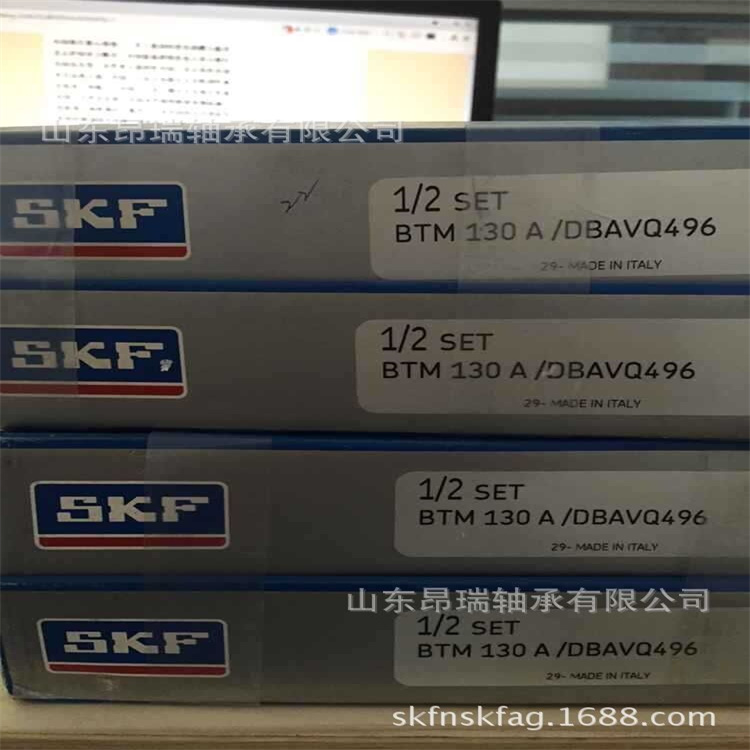 山东昂瑞轴承有限公司
SKF
1/2 SET
BTM 130 A /DBAVQ496
29- MADE IN ITALY
SKF
1/2 SET
BTM 130 A /DBAVQ496
29- MADE IN ITALY
SKF
1/2 SET
BTM 130 A /DBAVQ496
29- MADE IN ITALY
山东昂瑞轴承有限公司
SKF
1/2 SET
BTM 130 A /DBAVQ496
29- MADE IN ITALY
skfnskfag.1688.com